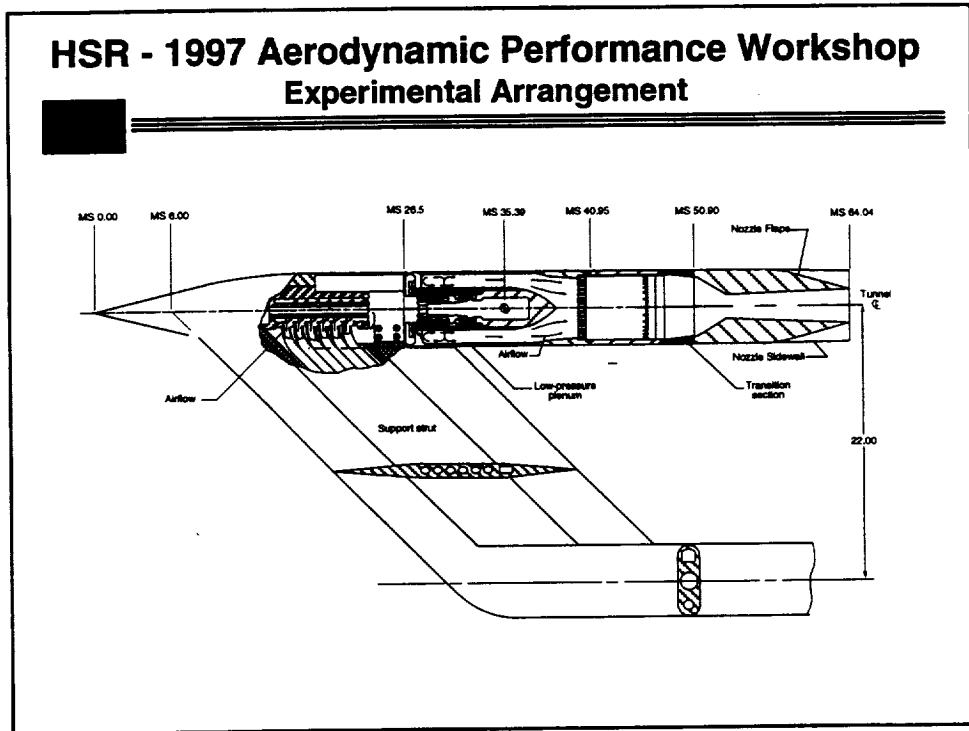 HSR - 1997 Aerodynamic Performance Workshop
Experimental Arrangement
MS 0.00
MS 6.00
MS 26.5
MS 35.39
MS 40.95
MS 50.90
MS 64.04
Nozzle Flaps
Tunnel
℄
Airflow
Nozzle Sidewall
Airflow
Low-pressure
plenum
Transition
section
Support strut
22.00